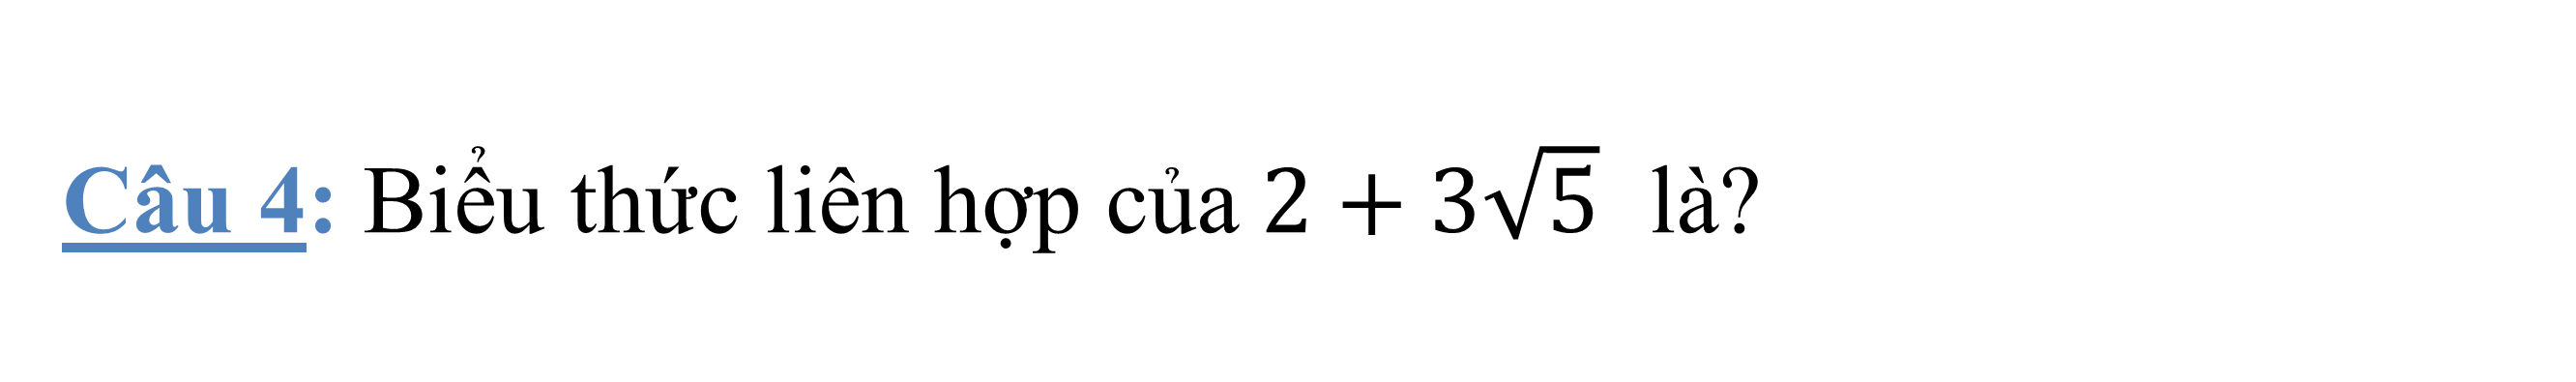 Câu 4: Biểu thức liên hợp của 2 + 3√5 là?